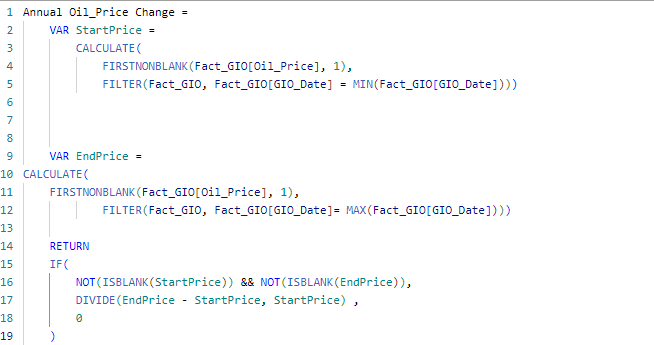 1 Annual Oil_Price Change =
2 VAR StartPrice =
3 CALCULATE(
4 FIRSTNONBLANK(Fact_GIO[Oil_Price], 1),
5 FILTER(Fact_GIO, Fact_GIO[GIO_Date] = MIN(Fact_GIO[GIO_Date])))
6
7
8
9 VAR EndPrice =
10 CALCULATE(
11 FIRSTNONBLANK(Fact_GIO[Oil_Price], 1),
12 FILTER(Fact_GIO, Fact_GIO[GIO_Date]= MAX(Fact_GIO[GIO_Date])))
13
14 RETURN
15 IF(
16 NOT(ISBLANK(StartPrice)) && NOT(ISBLANK(EndPrice)),
17 DIVIDE(EndPrice - StartPrice, StartPrice) ,
18 0
19 )